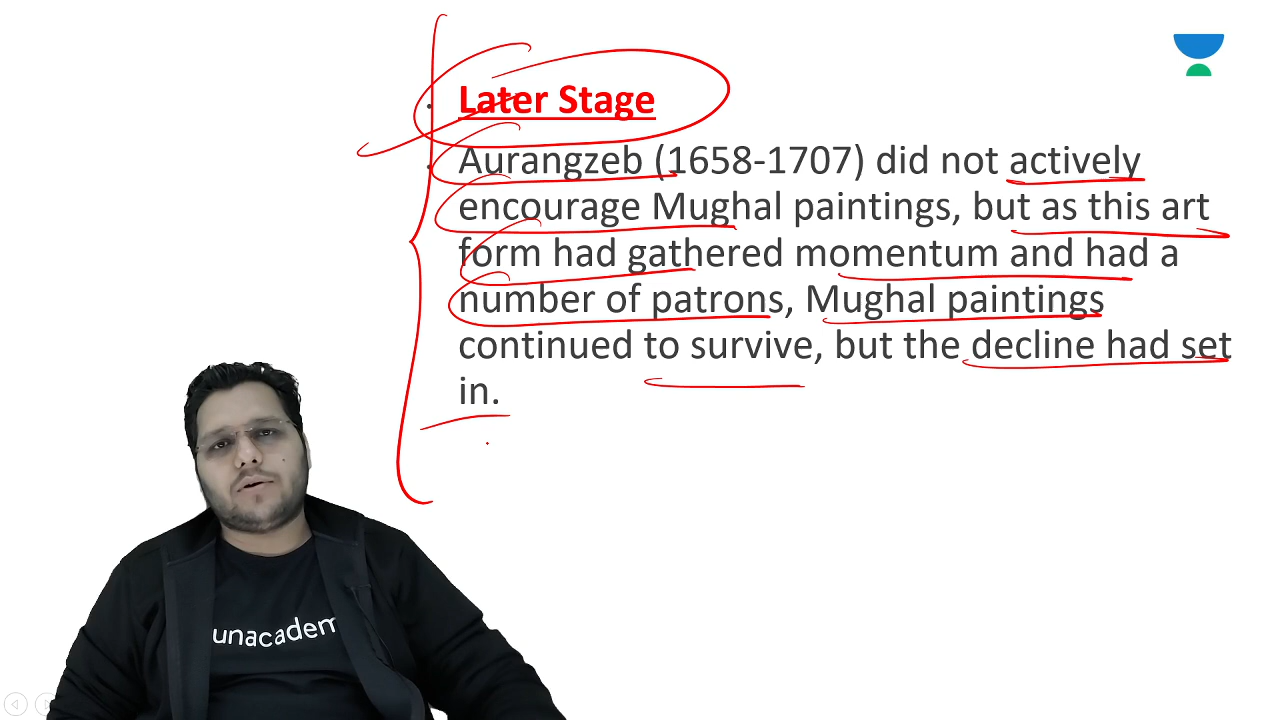 Later Stage
Aurangzeb (1658-1707) did not actively
encourage Mughal paintings, but as this art
form had gathered momentum and had a
number of patrons, Mughal paintings
continued to survive, but the decline had set
in.
unacadem